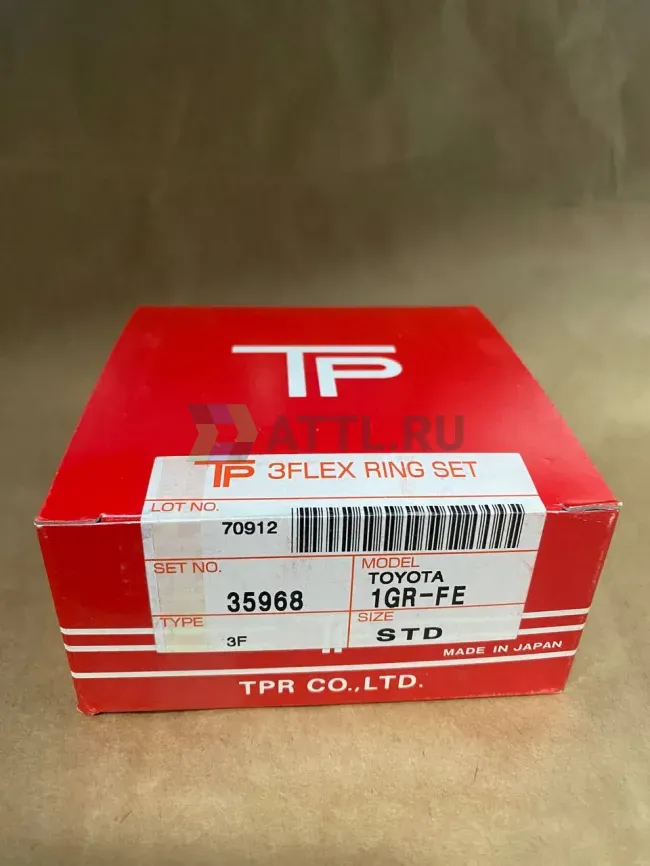 TP
ATTL.RU
TP 3FLEX RING SET
LOT NO.
70912
SET NO.
35968
MODEL
TOYOTA
1GR-FE
TYPE
3F
SIZE
STD
MADE IN JAPAN
TPR CO.,LTD.